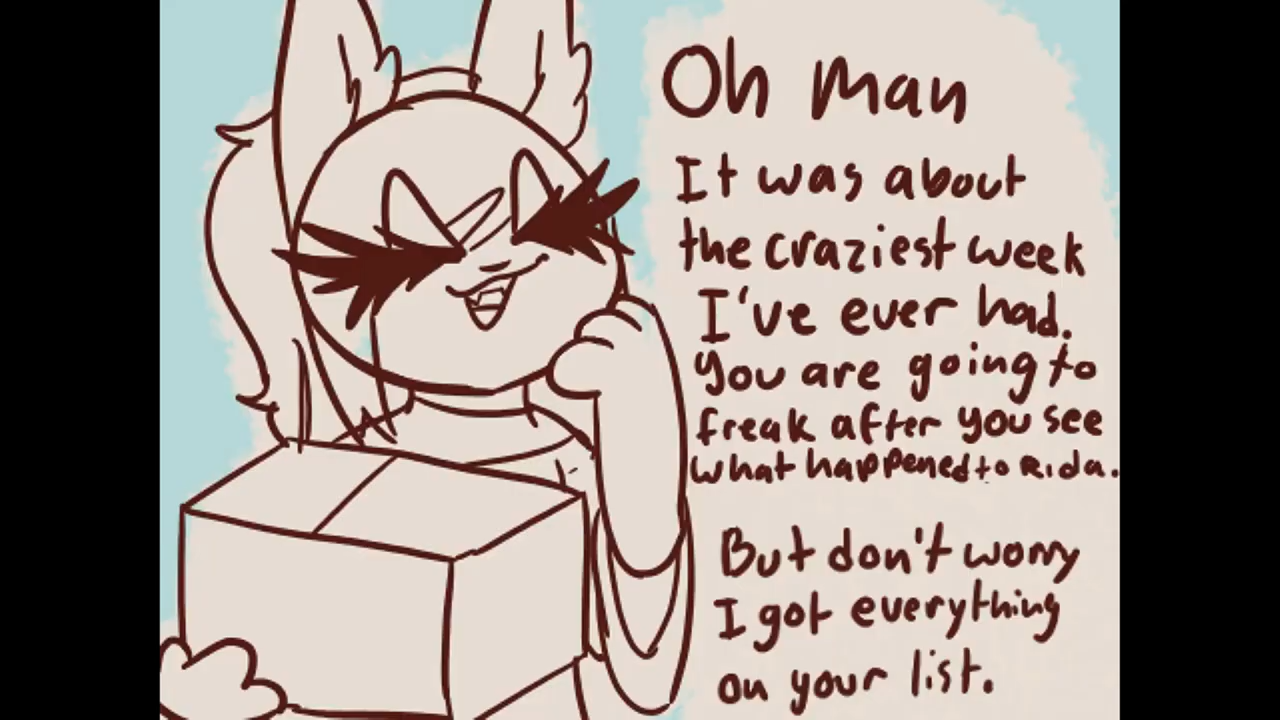 Oh man
It was about
the craziest week
I've ever had.
You are going to
freak after you see
what happened to Rida.
But don't worry
I got everything
on your list.